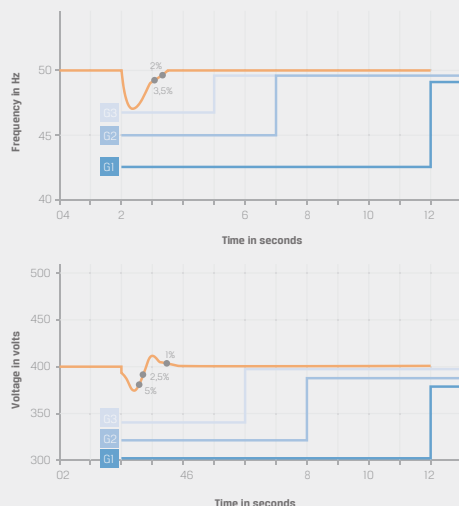 Frequency in Hz
50
45
40
2%
3,5%
G3
G2
G1
04 2 6 8 10 12
Time in seconds
Voltage in volts
500
450
400
350
300
1%
2,5%
5%
G3
G2
G1
02 46 8 10 12
Time in seconds